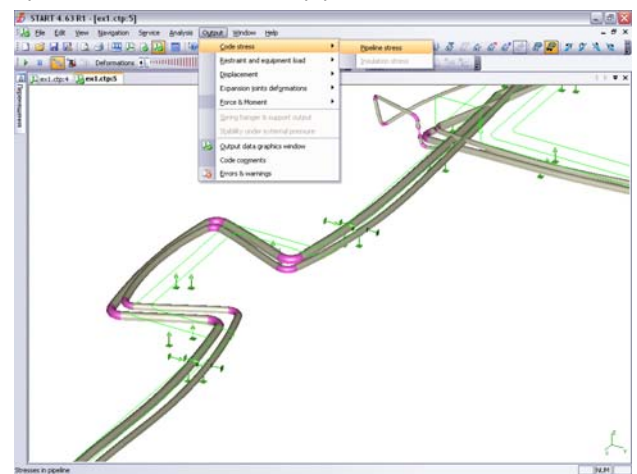 START 4.63 R1 - [ex1.ctp:5]
File Edit View Navigation Service Analysis Output Window Help
Deformations
ex1.ctp:4 ex1.ctp:5
Code stress
Restraint and equipment load
Displacement
Expansion joints deformations
Force & Moment
Spring hanger & support output
Stability under external pressure
Output data graphics window
Code comments
Errors & warnings
Pipeline stress
Insulation stress
Stresses in pipeline
NUM